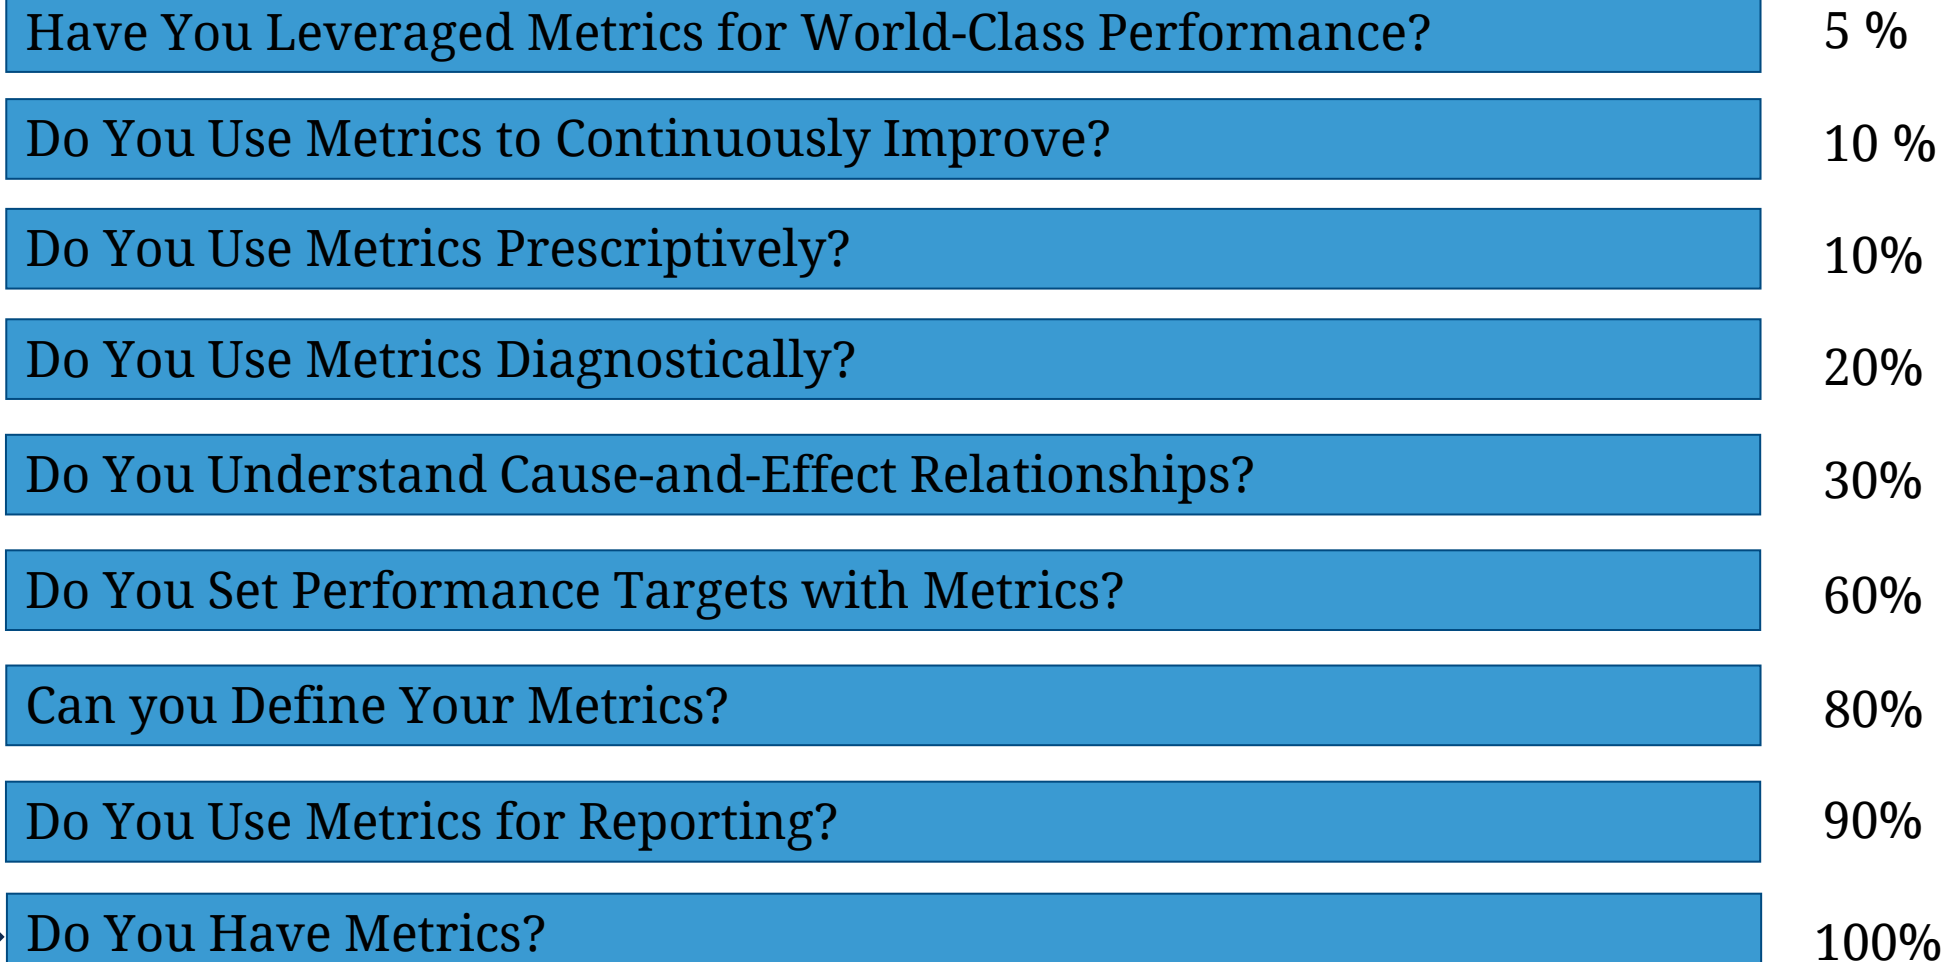 Have You Leveraged Metrics for World-Class Performance? 5 %
Do You Use Metrics to Continuously Improve? 10 %
Do You Use Metrics Prescriptively? 10%
Do You Use Metrics Diagnostically? 20%
Do You Understand Cause-and-Effect Relationships? 30%
Do You Set Performance Targets with Metrics? 60%
Can you Define Your Metrics? 80%
Do You Use Metrics for Reporting? 90%
Do You Have Metrics? 100%